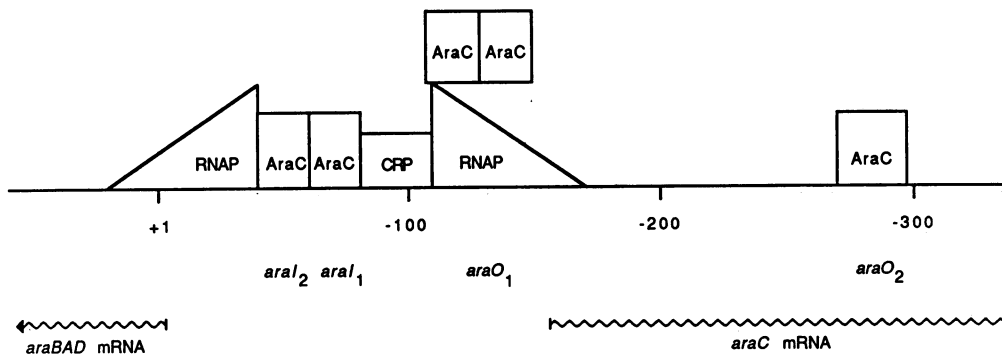 AraC AraC
RNAP AraC AraC CRP RNAP AraC
+1 -100 -200 -300
araI2 araI1 araO1 araO2
araBAD mRNA araC mRNA